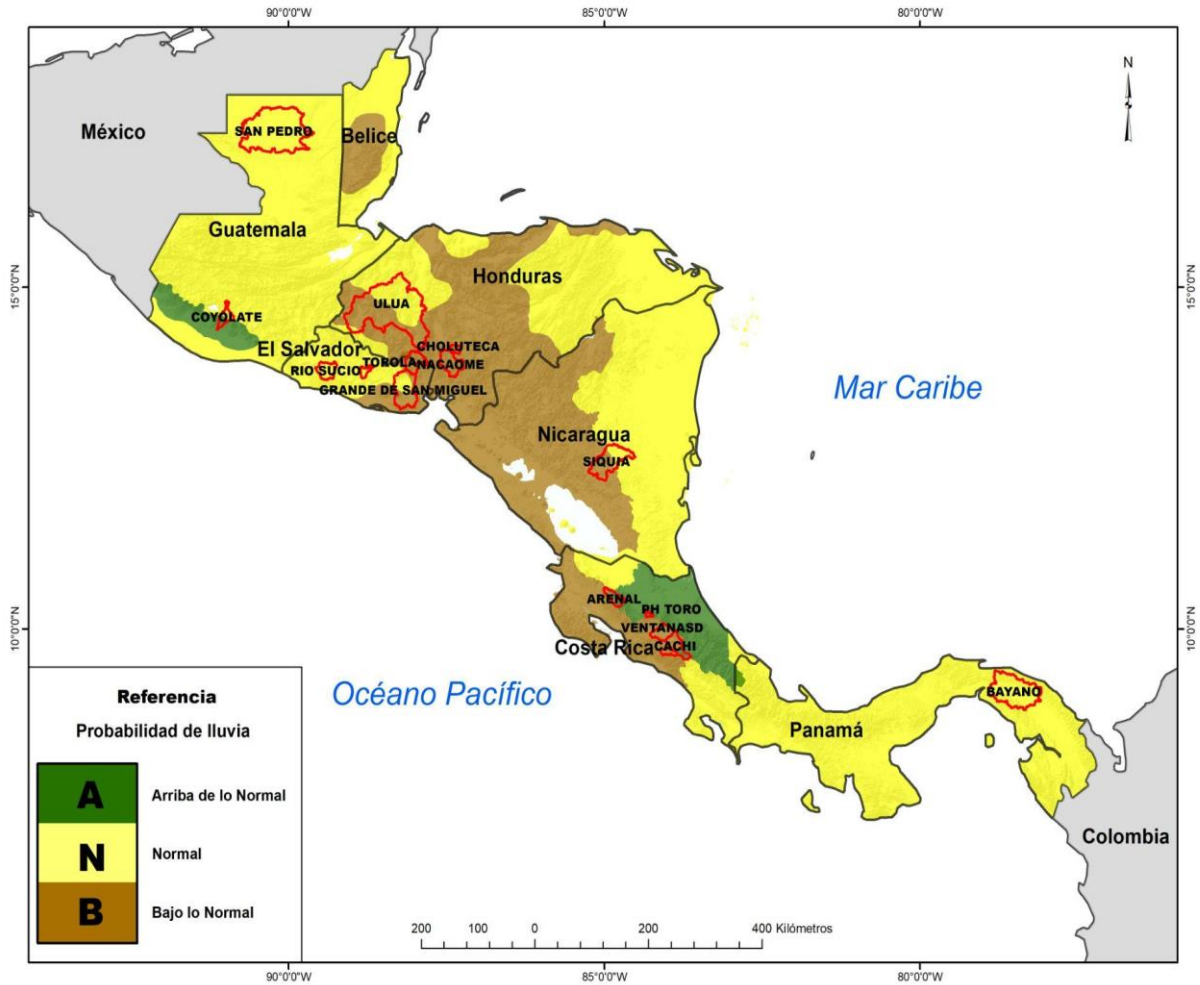 90°0'0"W
85°0'0"W
80°0'0"W
N
México
SAN PEDRO
Belice
Guatemala
15°0'0"N
15°0'0"N
Honduras
ULUA
COYOLATE
El Salvador
CHOLUTECA
TOROLA
NACAOME
RIO SUCIO
GRANDE DE SAN MIGUEL
Mar Caribe
Nicaragua
SIQUIA
ARENAL
PH TORO
10°0'0"N
10°0'0"N
VENTANASD
Costa Rica
CACHI
Océano Pacífico
BAYANO
Panamá
Colombia
Referencia
Probabilidad de lluvia
A Arriba de lo Normal
N Normal
B Bajo lo Normal
200 100 0 200 400 Kilómetros
90°0'0"W
85°0'0"W
80°0'0"W